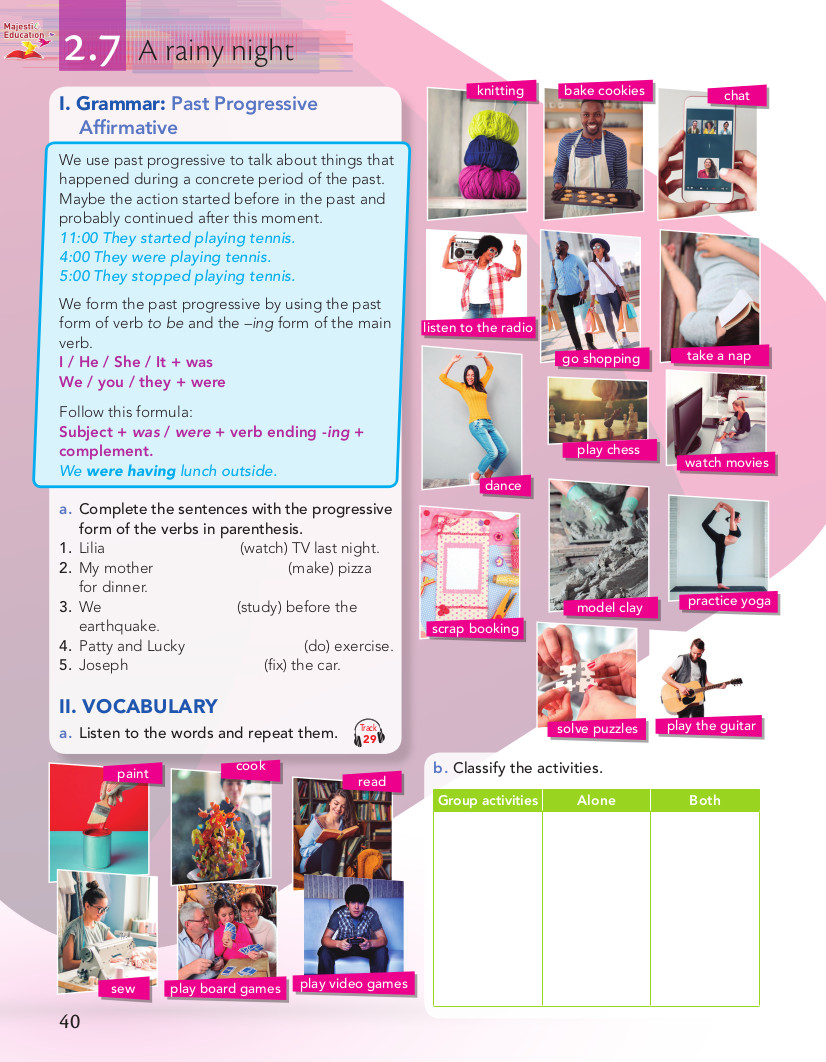 Majestic
Education ™
2.7 A rainy night
I. Grammar: Past Progressive
Affirmative
We use past progressive to talk about things that
happened during a concrete period of the past.
Maybe the action started before in the past and
probably continued after this moment.
11:00 They started playing tennis.
4:00 They were playing tennis.
5:00 They stopped playing tennis.
We form the past progressive by using the past
form of verb to be and the –ing form of the main
verb.
I / He / She / It + was
We / you / they + were
Follow this formula:
Subject + was / were + verb ending -ing +
complement.
We were having lunch outside.
a. Complete the sentences with the progressive
form of the verbs in parenthesis.
1. Lilia (watch) TV last night.
2. My mother (make) pizza
for dinner.
3. We (study) before the
earthquake.
4. Patty and Lucky (do) exercise.
5. Joseph (fix) the car.
II. VOCABULARY
a. Listen to the words and repeat them.
Track
29
paint
cook
read
sew
play board games
play video games
knitting
bake cookies
chat
listen to the radio
go shopping
take a nap
dance
play chess
watch movies
scrap booking
model clay
practice yoga
solve puzzles
play the guitar
b. Classify the activities.
Group activities Alone Both
40